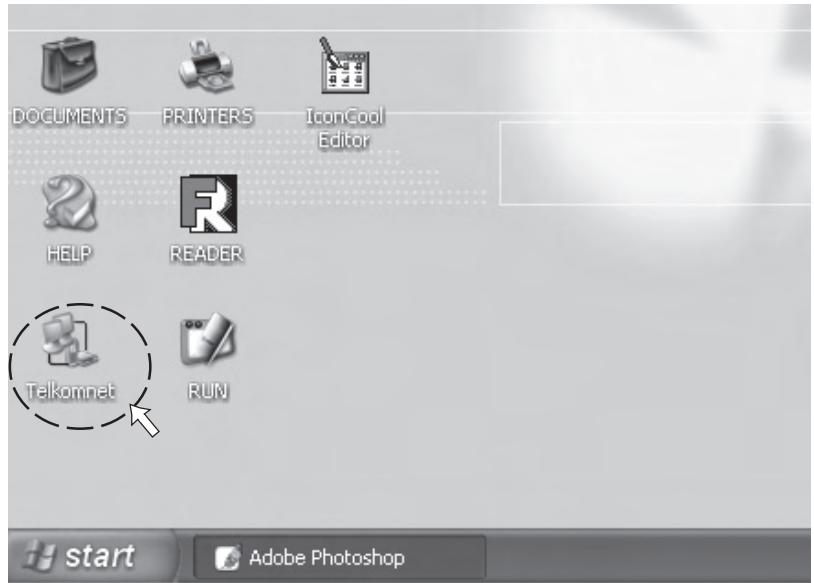 DOCUMENTS
PRINTERS
IconCool
Editor
HELP
READER
Telkomnet
RUN
start
Adobe Photoshop